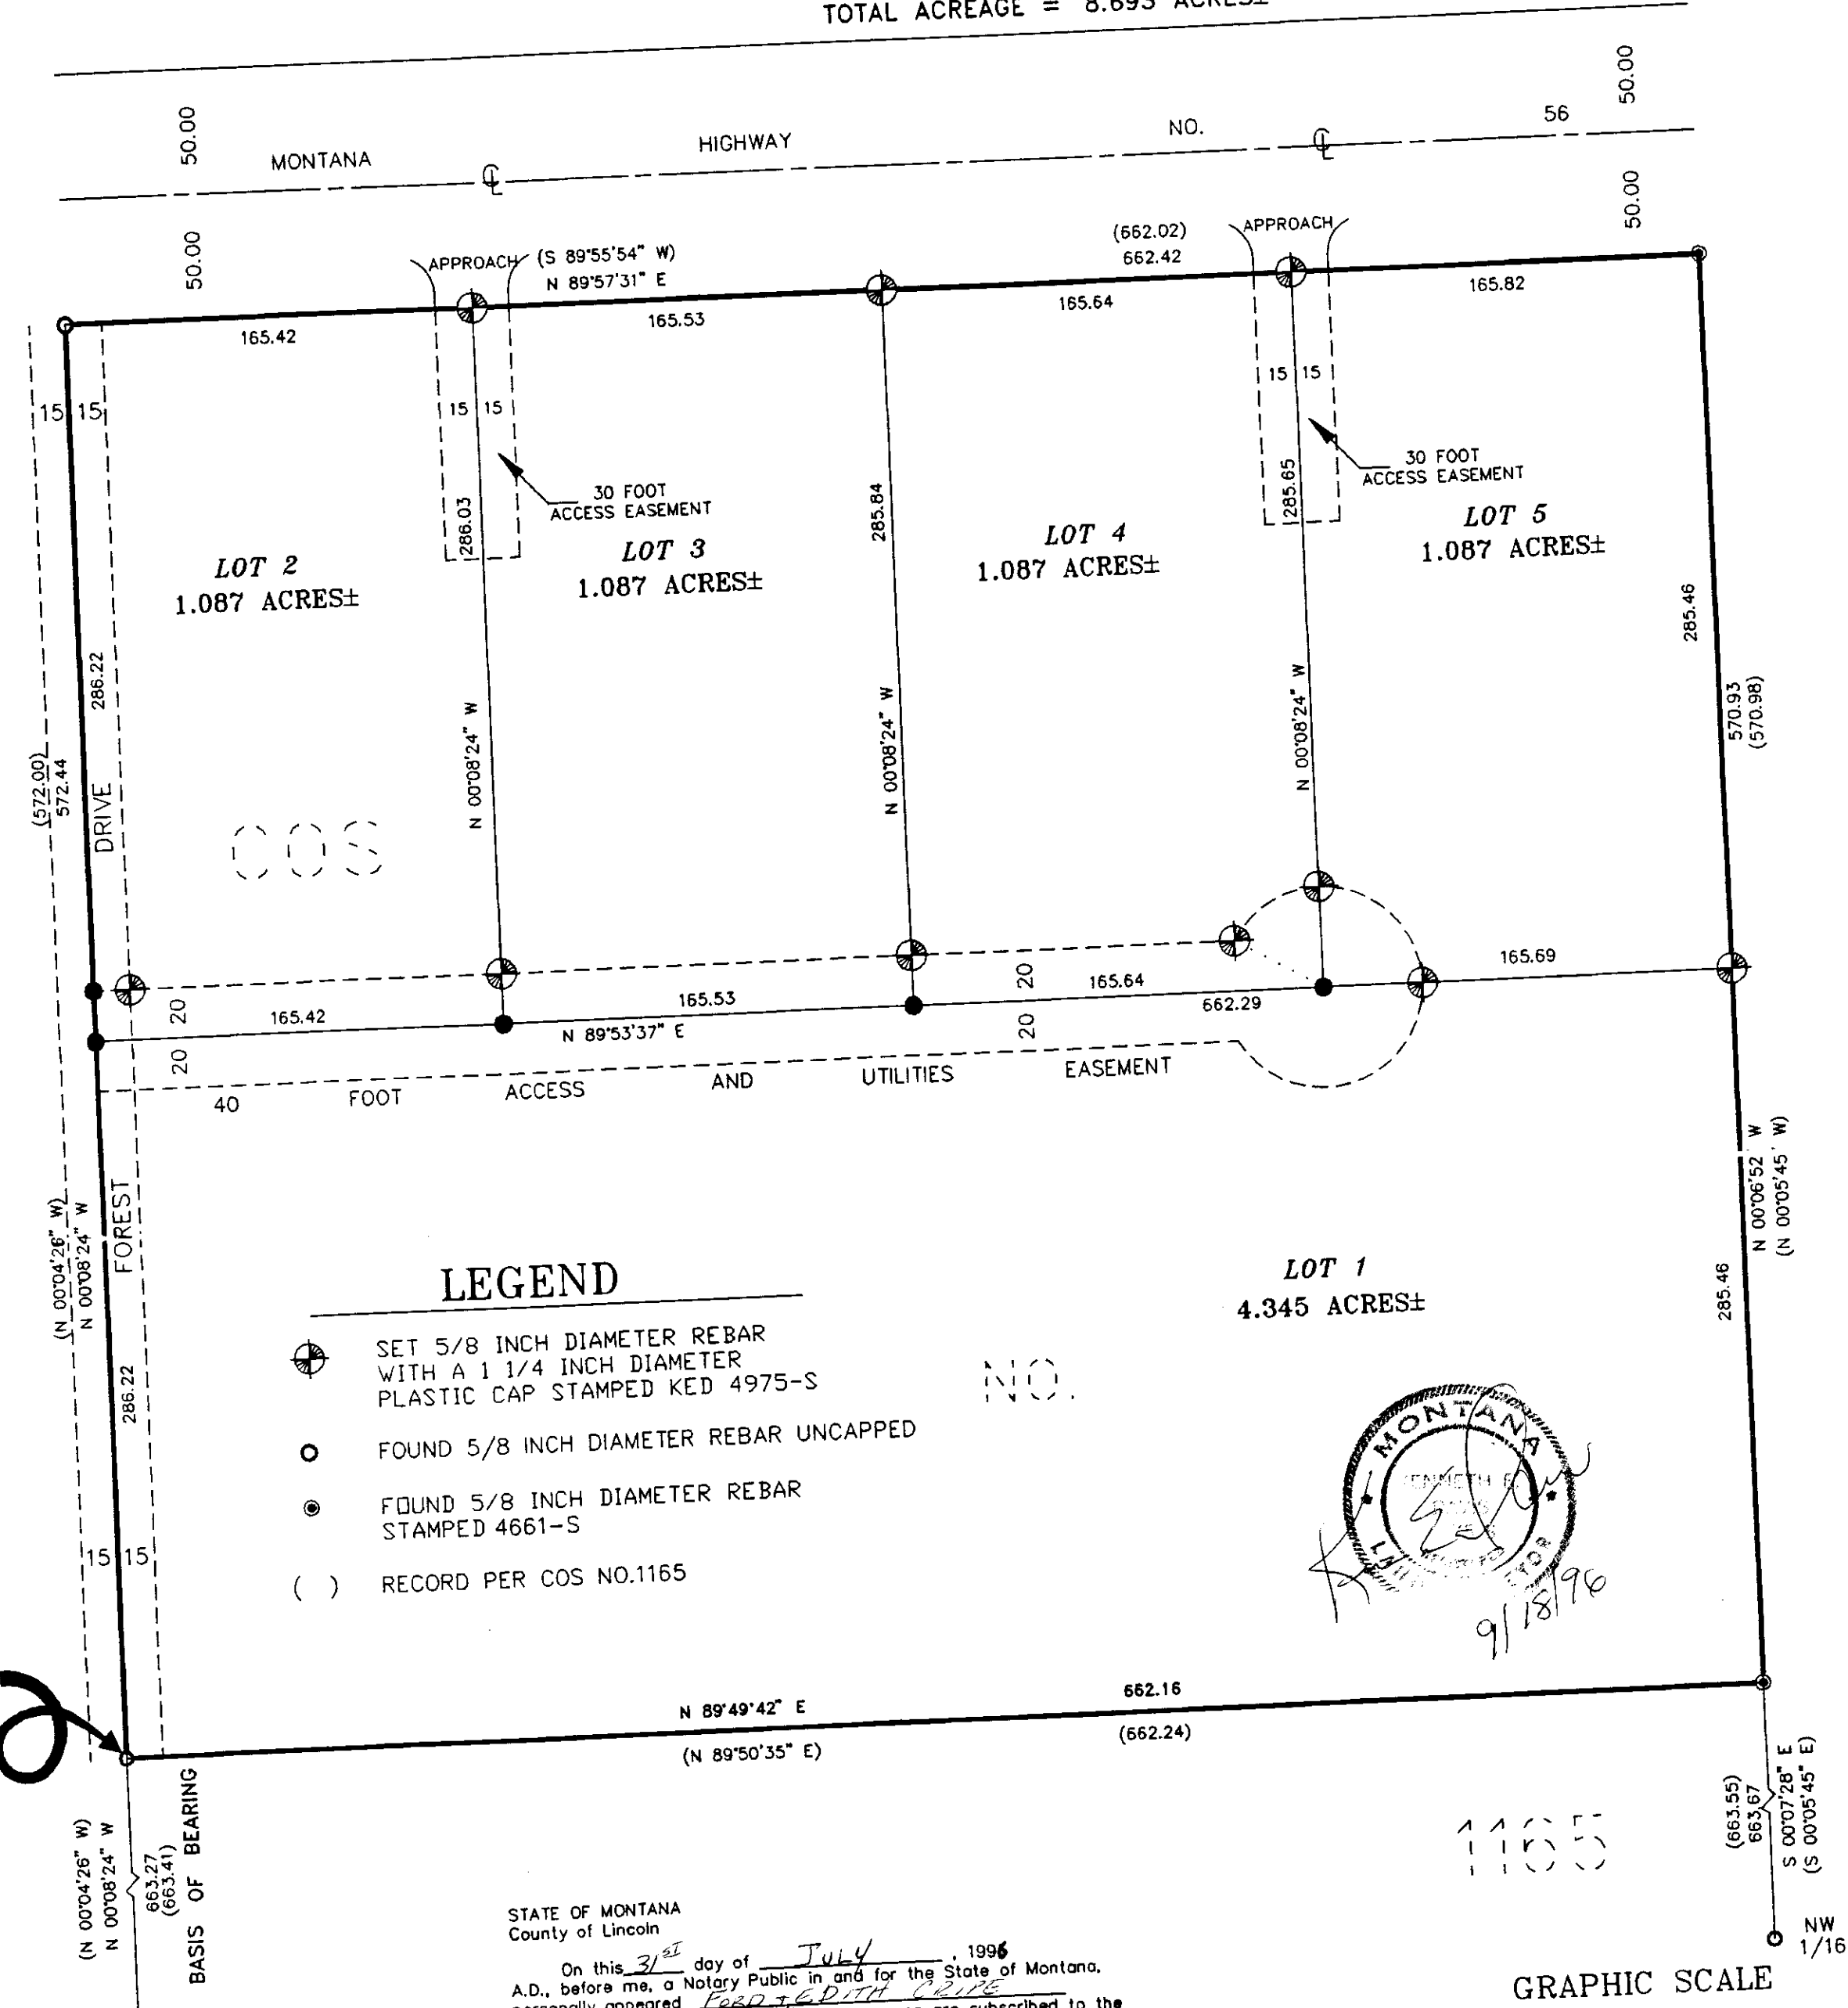 TOTAL ACREAGE = 8.693 ACRES±
50.00
50.00
MONTANA HIGHWAY NO. 56
50.00
50.00
APPROACH
(S 89°55'54" W)
N 89°57'31" E
(662.02)
662.42
APPROACH
165.42
165.53
165.64
165.82
15 15
15 15
15 15
30 FOOT
ACCESS EASEMENT
30 FOOT
ACCESS EASEMENT
286.03
285.84
285.65
LOT 2
1.087 ACRES±
LOT 3
1.087 ACRES±
LOT 4
1.087 ACRES±
LOT 5
1.087 ACRES±
286.22
285.46
(572.00)
572.44
DRIVE
N 00°08'24" W
N 00°08'24" W
N 00°08'24" W
570.93
(570.98)
COS
20
165.42
165.53
20
165.64
165.69
N 89°53'37" E
662.29
20
20
40 FOOT ACCESS AND UTILITIES EASEMENT
(N 00°04'26" W)
N 00°08'24" W
FOREST
N 00°06'52 W
(N 00°05'45' W)
LEGEND
LOT 1
4.345 ACRES±
286.22
285.46
SET 5/8 INCH DIAMETER REBAR
WITH A 1 1/4 INCH DIAMETER
PLASTIC CAP STAMPED KED 4975-S
NO.
FOUND 5/8 INCH DIAMETER REBAR UNCAPPED
FOUND 5/8 INCH DIAMETER REBAR
STAMPED 4661-S
( ) RECORD PER COS NO.1165
MONTANA
KENNETH E
9/18/96
15 15
N 89°49'42" E
662.16
(N 89°50'35" E)
(662.24)
(N 00°04'26" W)
N 00°08'24" W
663.27
(663.41)
BASIS OF BEARING
1165
(663.55)
663.67
S 00°07'28" E
(S 00°05'45" E)
NW
1/16
STATE OF MONTANA
County of Lincoln
On this 31ST day of JULY, 1996
A.D., before me, a Notary Public in and for the State of Montana,
personally appeared FORD & EDITH CRIPE
are subscribed to the
GRAPHIC SCALE